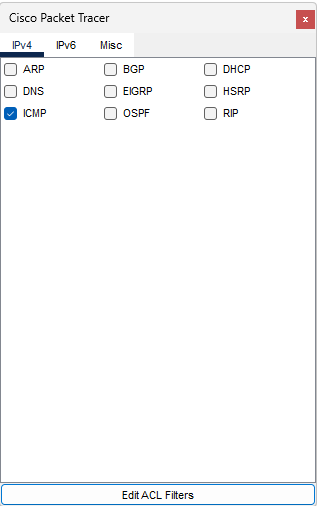 Cisco Packet Tracer
x
IPv4 IPv6 Misc
ARP BGP DHCP
DNS EIGRP HSRP
ICMP OSPF RIP
Edit ACL Filters